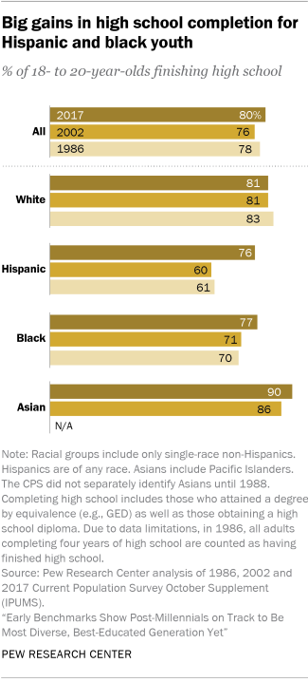 Big gains in high school completion for
Hispanic and black youth
% of 18- to 20-year-olds finishing high school
2017 80%
All 2002 76
1986 78
81
White 81
83
76
Hispanic 60
61
77
Black 71
70
90
Asian 86
N/A
Note: Racial groups include only single-race non-Hispanics.
Hispanics are of any race. Asians include Pacific Islanders.
The CPS did not separately identify Asians until 1988.
Completing high school includes those who attained a degree
by equivalence (e.g., GED) as well as those obtaining a high
school diploma. Due to data limitations, in 1986, all adults
completing four years of high school are counted as having
finished high school.
Source: Pew Research Center analysis of 1986, 2002 and
2017 Current Population Survey October Supplement
(IPUMS).
“Early Benchmarks Show Post-Millennials on Track to Be
Most Diverse, Best-Educated Generation Yet”
PEW RESEARCH CENTER